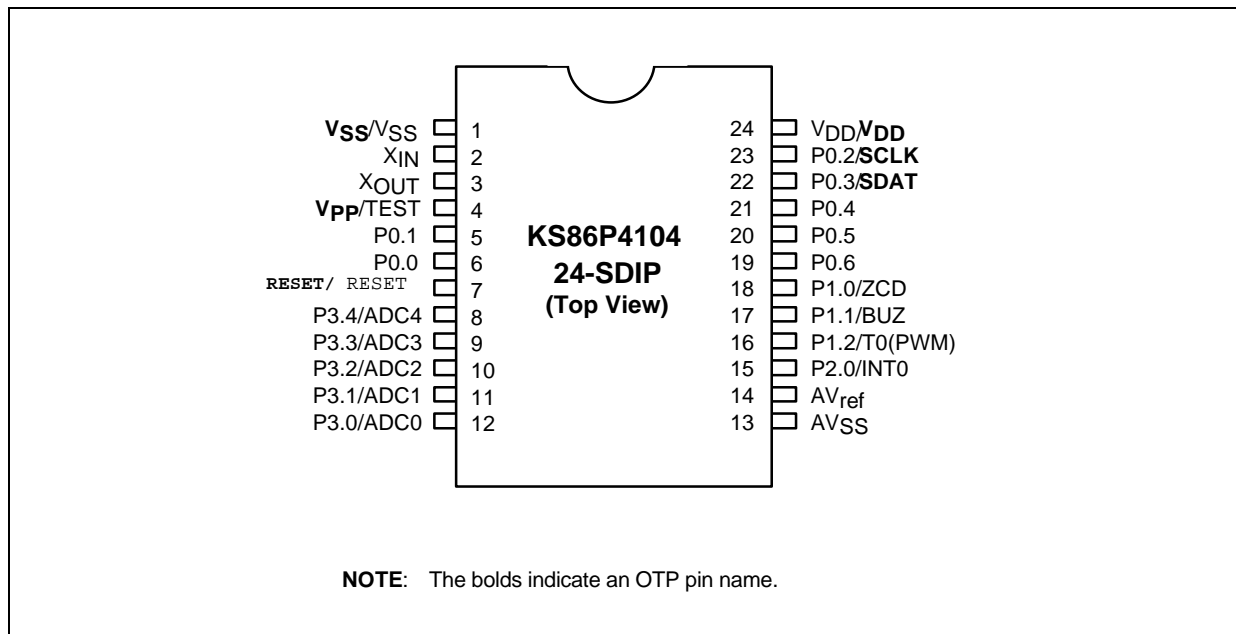 VSS/VSS 1
XIN 2
XOUT 3
VPP/TEST 4
P0.1 5
P0.0 6
RESET/ RESET 7
P3.4/ADC4 8
P3.3/ADC3 9
P3.2/ADC2 10
P3.1/ADC1 11
P3.0/ADC0 12
KS86P4104
24-SDIP
(Top View)
24 VDD/VDD
23 P0.2/SCLK
22 P0.3/SDAT
21 P0.4
20 P0.5
19 P0.6
18 P1.0/ZCD
17 P1.1/BUZ
16 P1.2/T0(PWM)
15 P2.0/INT0
14 AVref
13 AVSS
NOTE: The bolds indicate an OTP pin name.